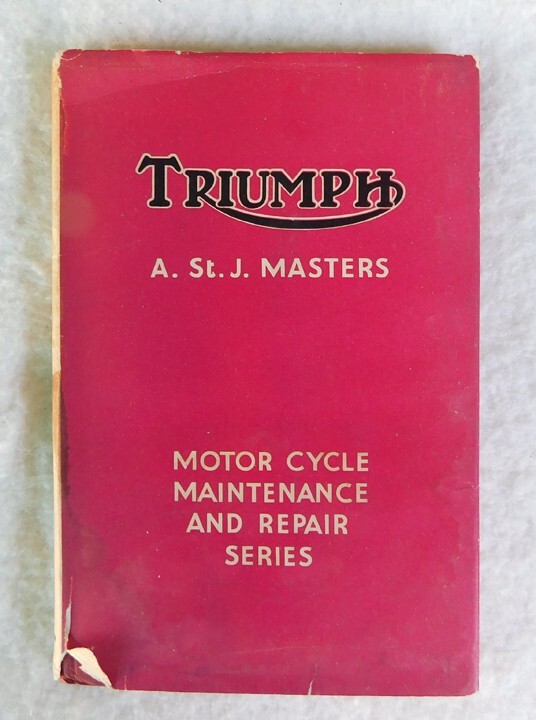 TRIUMPH
A. St. J. MASTERS
MOTOR CYCLE
MAINTENANCE
AND REPAIR
SERIES